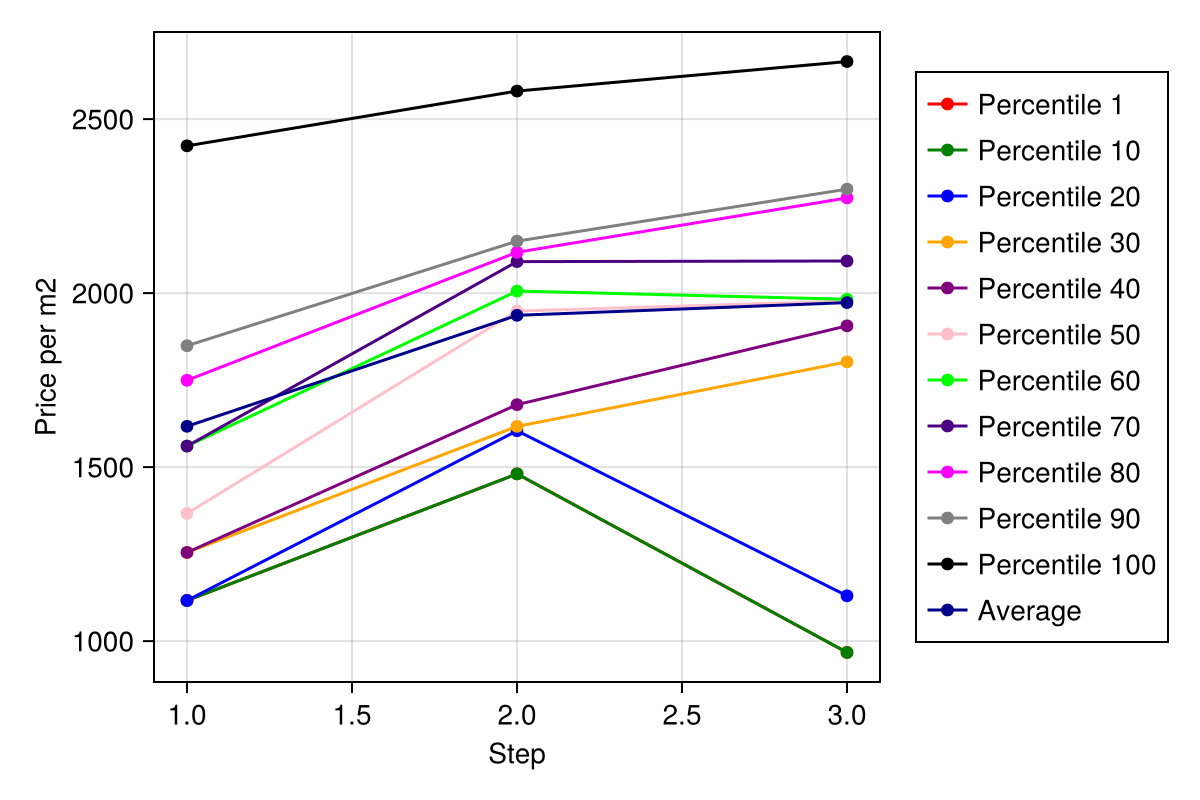 Price per m2
2500
2000
1500
1000
1.0
1.5
2.0
2.5
3.0
Step
Percentile 1
Percentile 10
Percentile 20
Percentile 30
Percentile 40
Percentile 50
Percentile 60
Percentile 70
Percentile 80
Percentile 90
Percentile 100
Average